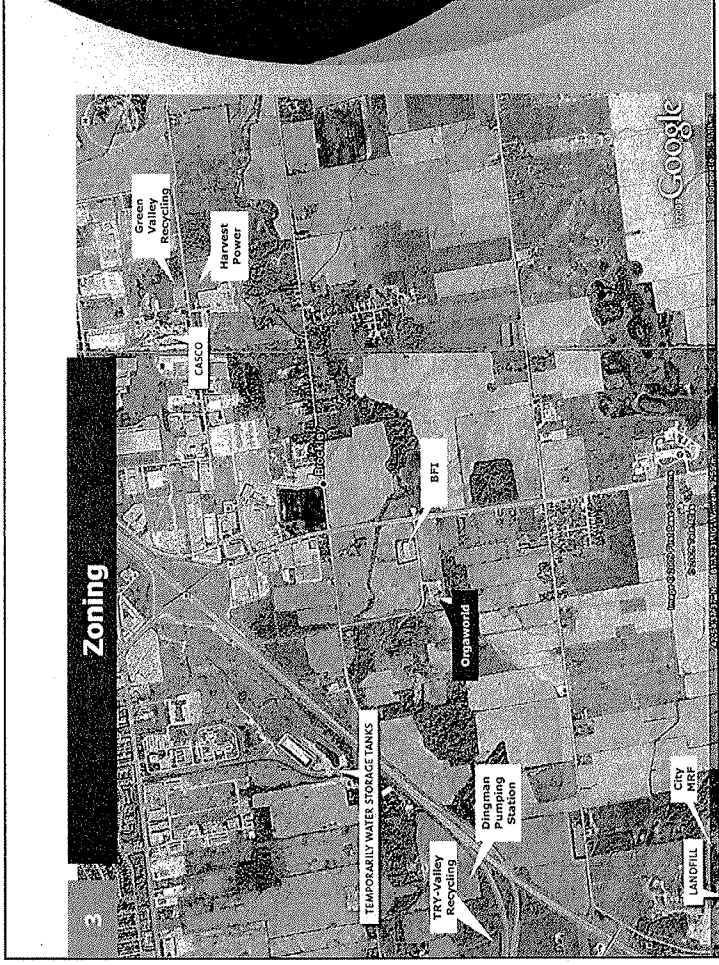 3
Zoning
Green
Valley
Recycling
Harvest
Power
CASCO
BFI
Orgaworld
TEMPORARILY WATER STORAGE TANKS
Dingman
Pumping
Station
TRY-Valley
Recycling
City
MRF
LANDFILL
Google